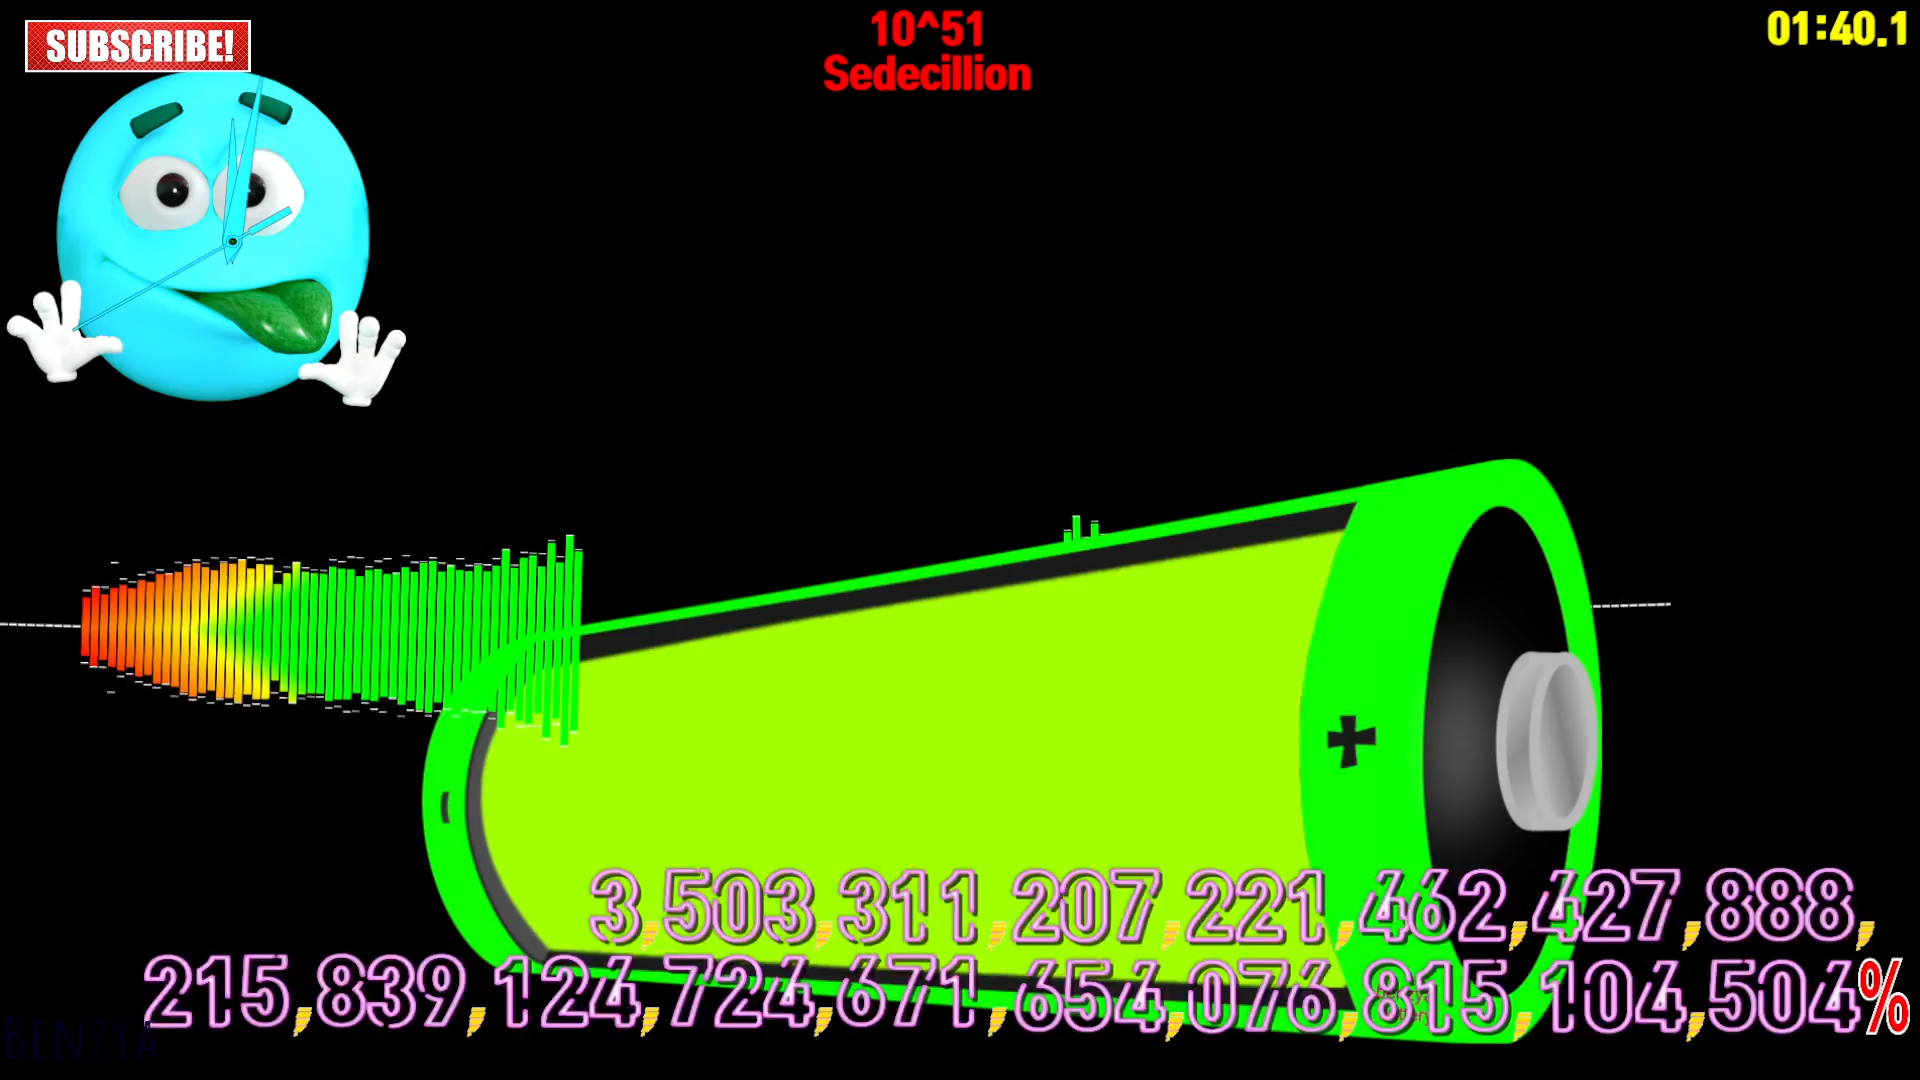 SUBSCRIBE!
10^51
Sedecillion
01:40.1
3,503,311,207,221,462,427,888,
215,839,124,724,671,654,076,815,104,504%
BENZYA